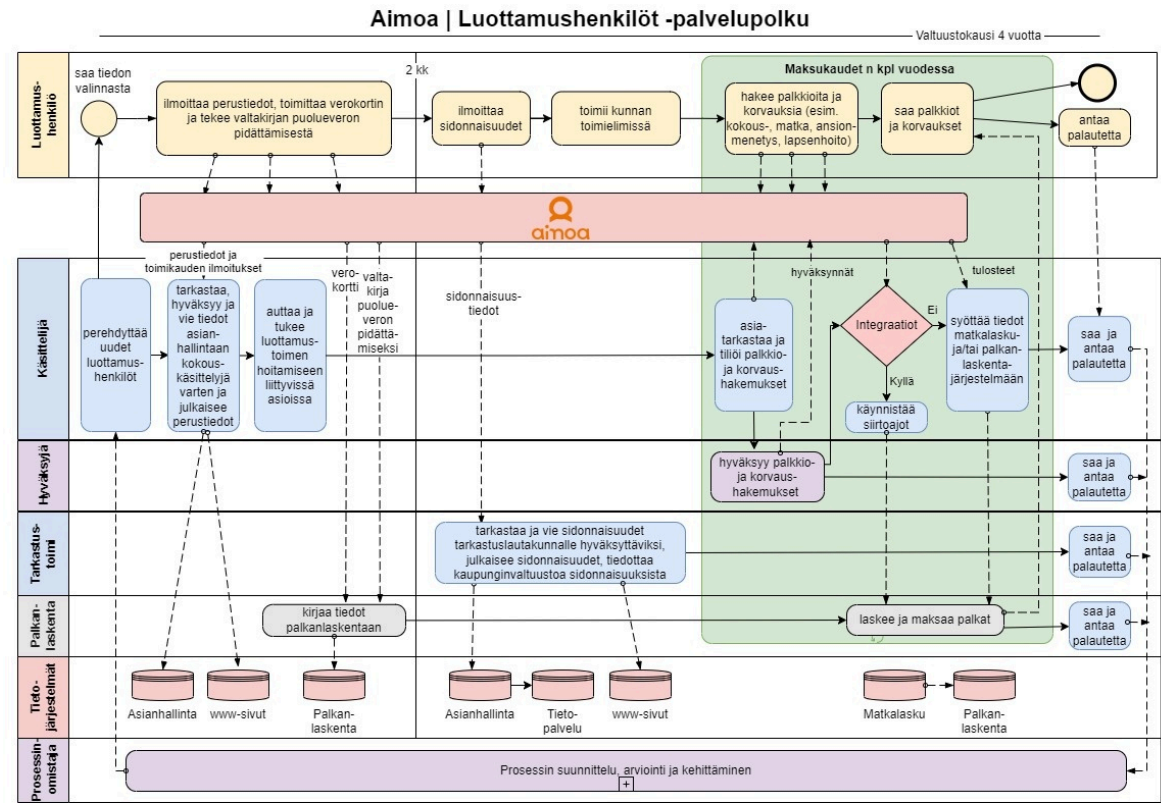 Aimoa | Luottamushenkilöt -palvelupolku
Valtuustokausi 4 vuotta
Luottamus-
henkilö
saa tiedon
valinnasta
ilmoittaa perustiedot, toimittaa verokortin
ja tekee valtakirjan puolueveron
pidättämisestä
2 kk
ilmoittaa
sidonnaisuudet
toimii kunnan
toimielimissä
Maksukaudet n kpl vuodessa
hakee palkkioita ja
korvauksia (esim.
kokous-, matka, ansion-
menetys, lapsenhoito)
saa palkkiot
ja korvaukset
antaa
palautetta
aimoa
perustiedot ja
toimikauden ilmoitukset
vero-
kortti
valta-
kirja
puolue-
veron
pidättä-
miseksi
sidonnaisuus-
tiedot
hyväksynnät
tulosteet
Käsittelijä
perehdyttää
uudet
luottamus-
henkilöt
tarkastaa,
hyväksyy ja
vie tiedot
asian-
hallintaan
kokous-
käsittelyjä
varten ja
julkaisee
perustiedot
auttaa ja
tukee
luottamus-
toimen
hoitamiseen
liittyvissä
asioissa
asia-
tarkastaa ja
tiliöi palkkio-
ja korvaus-
hakemukset
Integraatiot
Ei
Kyllä
käynnistää
siirtoajot
syöttää tiedot
matkalasku-
ja/tai palkan-
laskenta-
järjestelmään
saa ja
antaa
palautetta
Hyväksyjä
hyväksyy palkkio-
ja korvaus-
hakemukset
saa ja
antaa
palautetta
Tarkastus-
toimi
tarkastaa ja vie sidonnaisuudet
tarkastuslautakunnalle hyväksyttäviksi,
julkaisee sidonnaisuudet, tiedottaa
kaupunginvaltuustoa sidonnaisuuksista
saa ja
antaa
palautetta
Palkan-
laskenta
kirjaa tiedot
palkanlaskentaan
laskee ja maksaa palkat
saa ja
antaa
palautetta
Tieto-
järjestelmät
Asianhallinta
www-sivut
Palkan-
laskenta
Asianhallinta
Tieto-
palvelu
www-sivut
Matkalasku
Palkan-
laskenta
Prosessin-
omistaja
Prosessin suunnittelu, arviointi ja kehittäminen
+